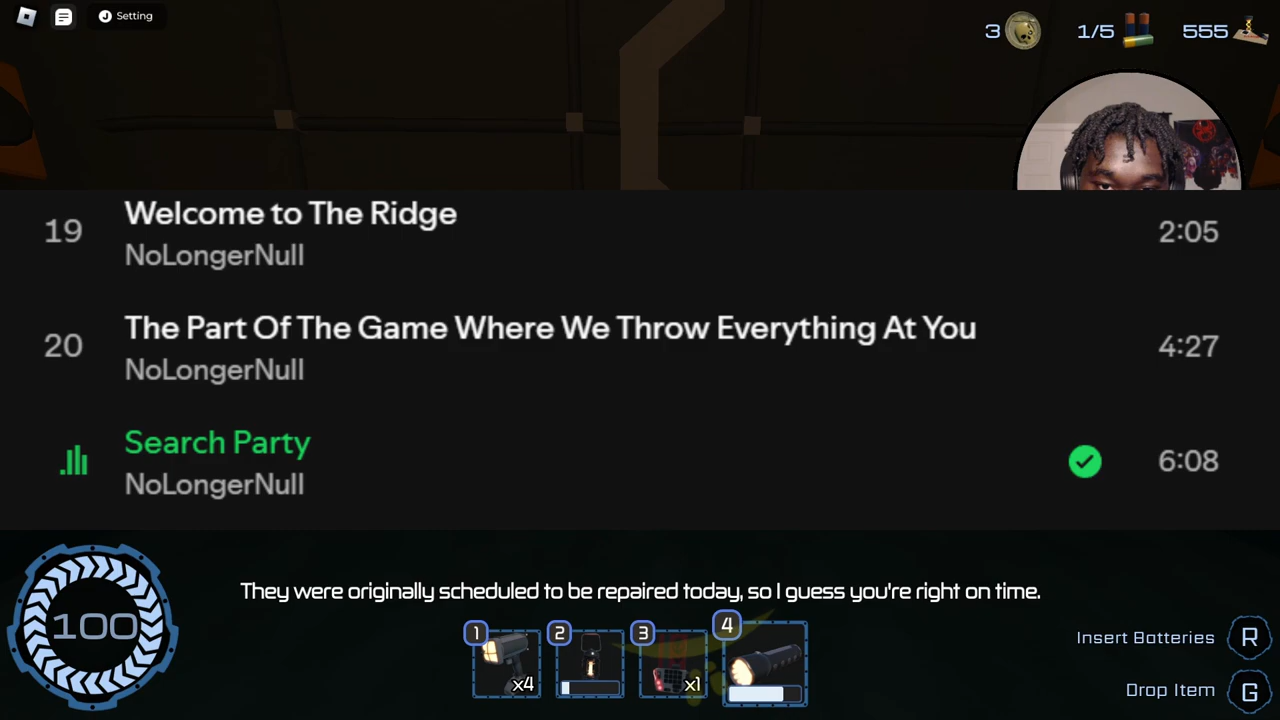 J Setting
3
1/5
555
19
Welcome to The Ridge
NoLongerNull
2:05
20
The Part Of The Game Where We Throw Everything At You
NoLongerNull
4:27
Search Party
NoLongerNull
6:08
100
They were originally scheduled to be repaired today, so I guess you're right on time.
1
x4
2
3
x1
4
Insert Batteries R
Drop Item G